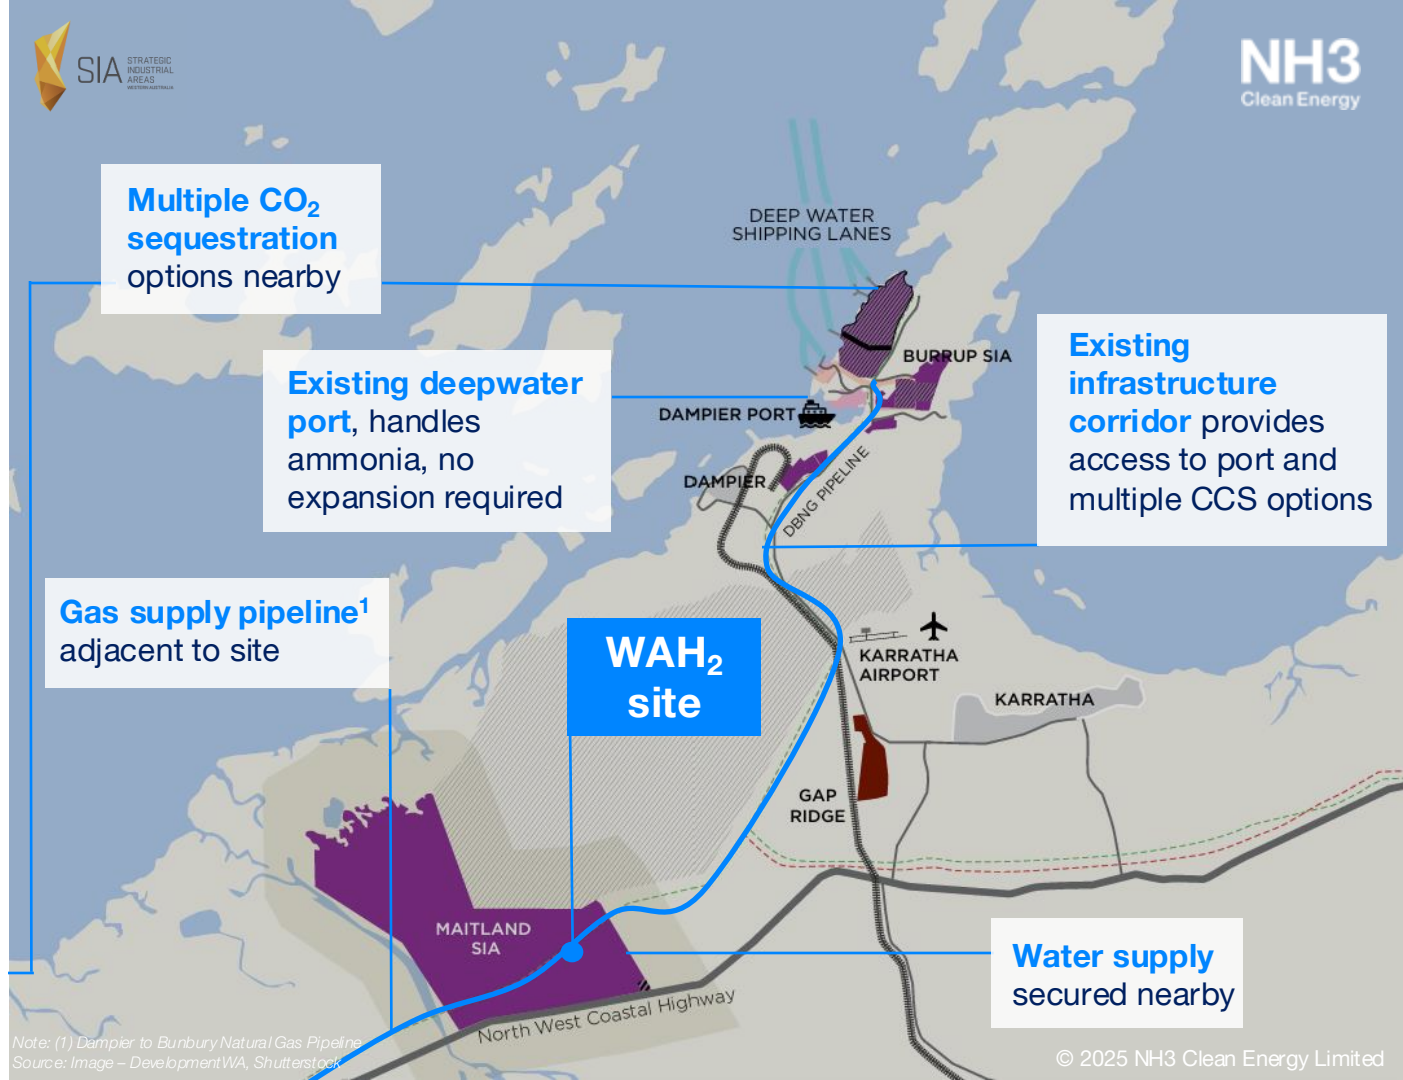 SIA
STRATEGIC
INDUSTRIAL
AREAS
WESTERN AUSTRALIA
NH3
Clean Energy
Multiple CO₂
sequestration
options nearby
DEEP WATER
SHIPPING LANES
Existing deepwater
port, handles
ammonia, no
expansion required
BURRUP SIA
DAMPIER PORT
DAMPIER
DBNG PIPELINE
Existing
infrastructure
corridor provides
access to port and
multiple CCS options
Gas supply pipeline¹
adjacent to site
WAH₂
site
KARRATHA
AIRPORT
KARRATHA
GAP
RIDGE
MAITLAND
SIA
North West Coastal Highway
Water supply
secured nearby
Note: (1) Dampier to Bunbury Natural Gas Pipeline
Source: Image – DevelopmentWA, Shutterstock
© 2025 NH3 Clean Energy Limited